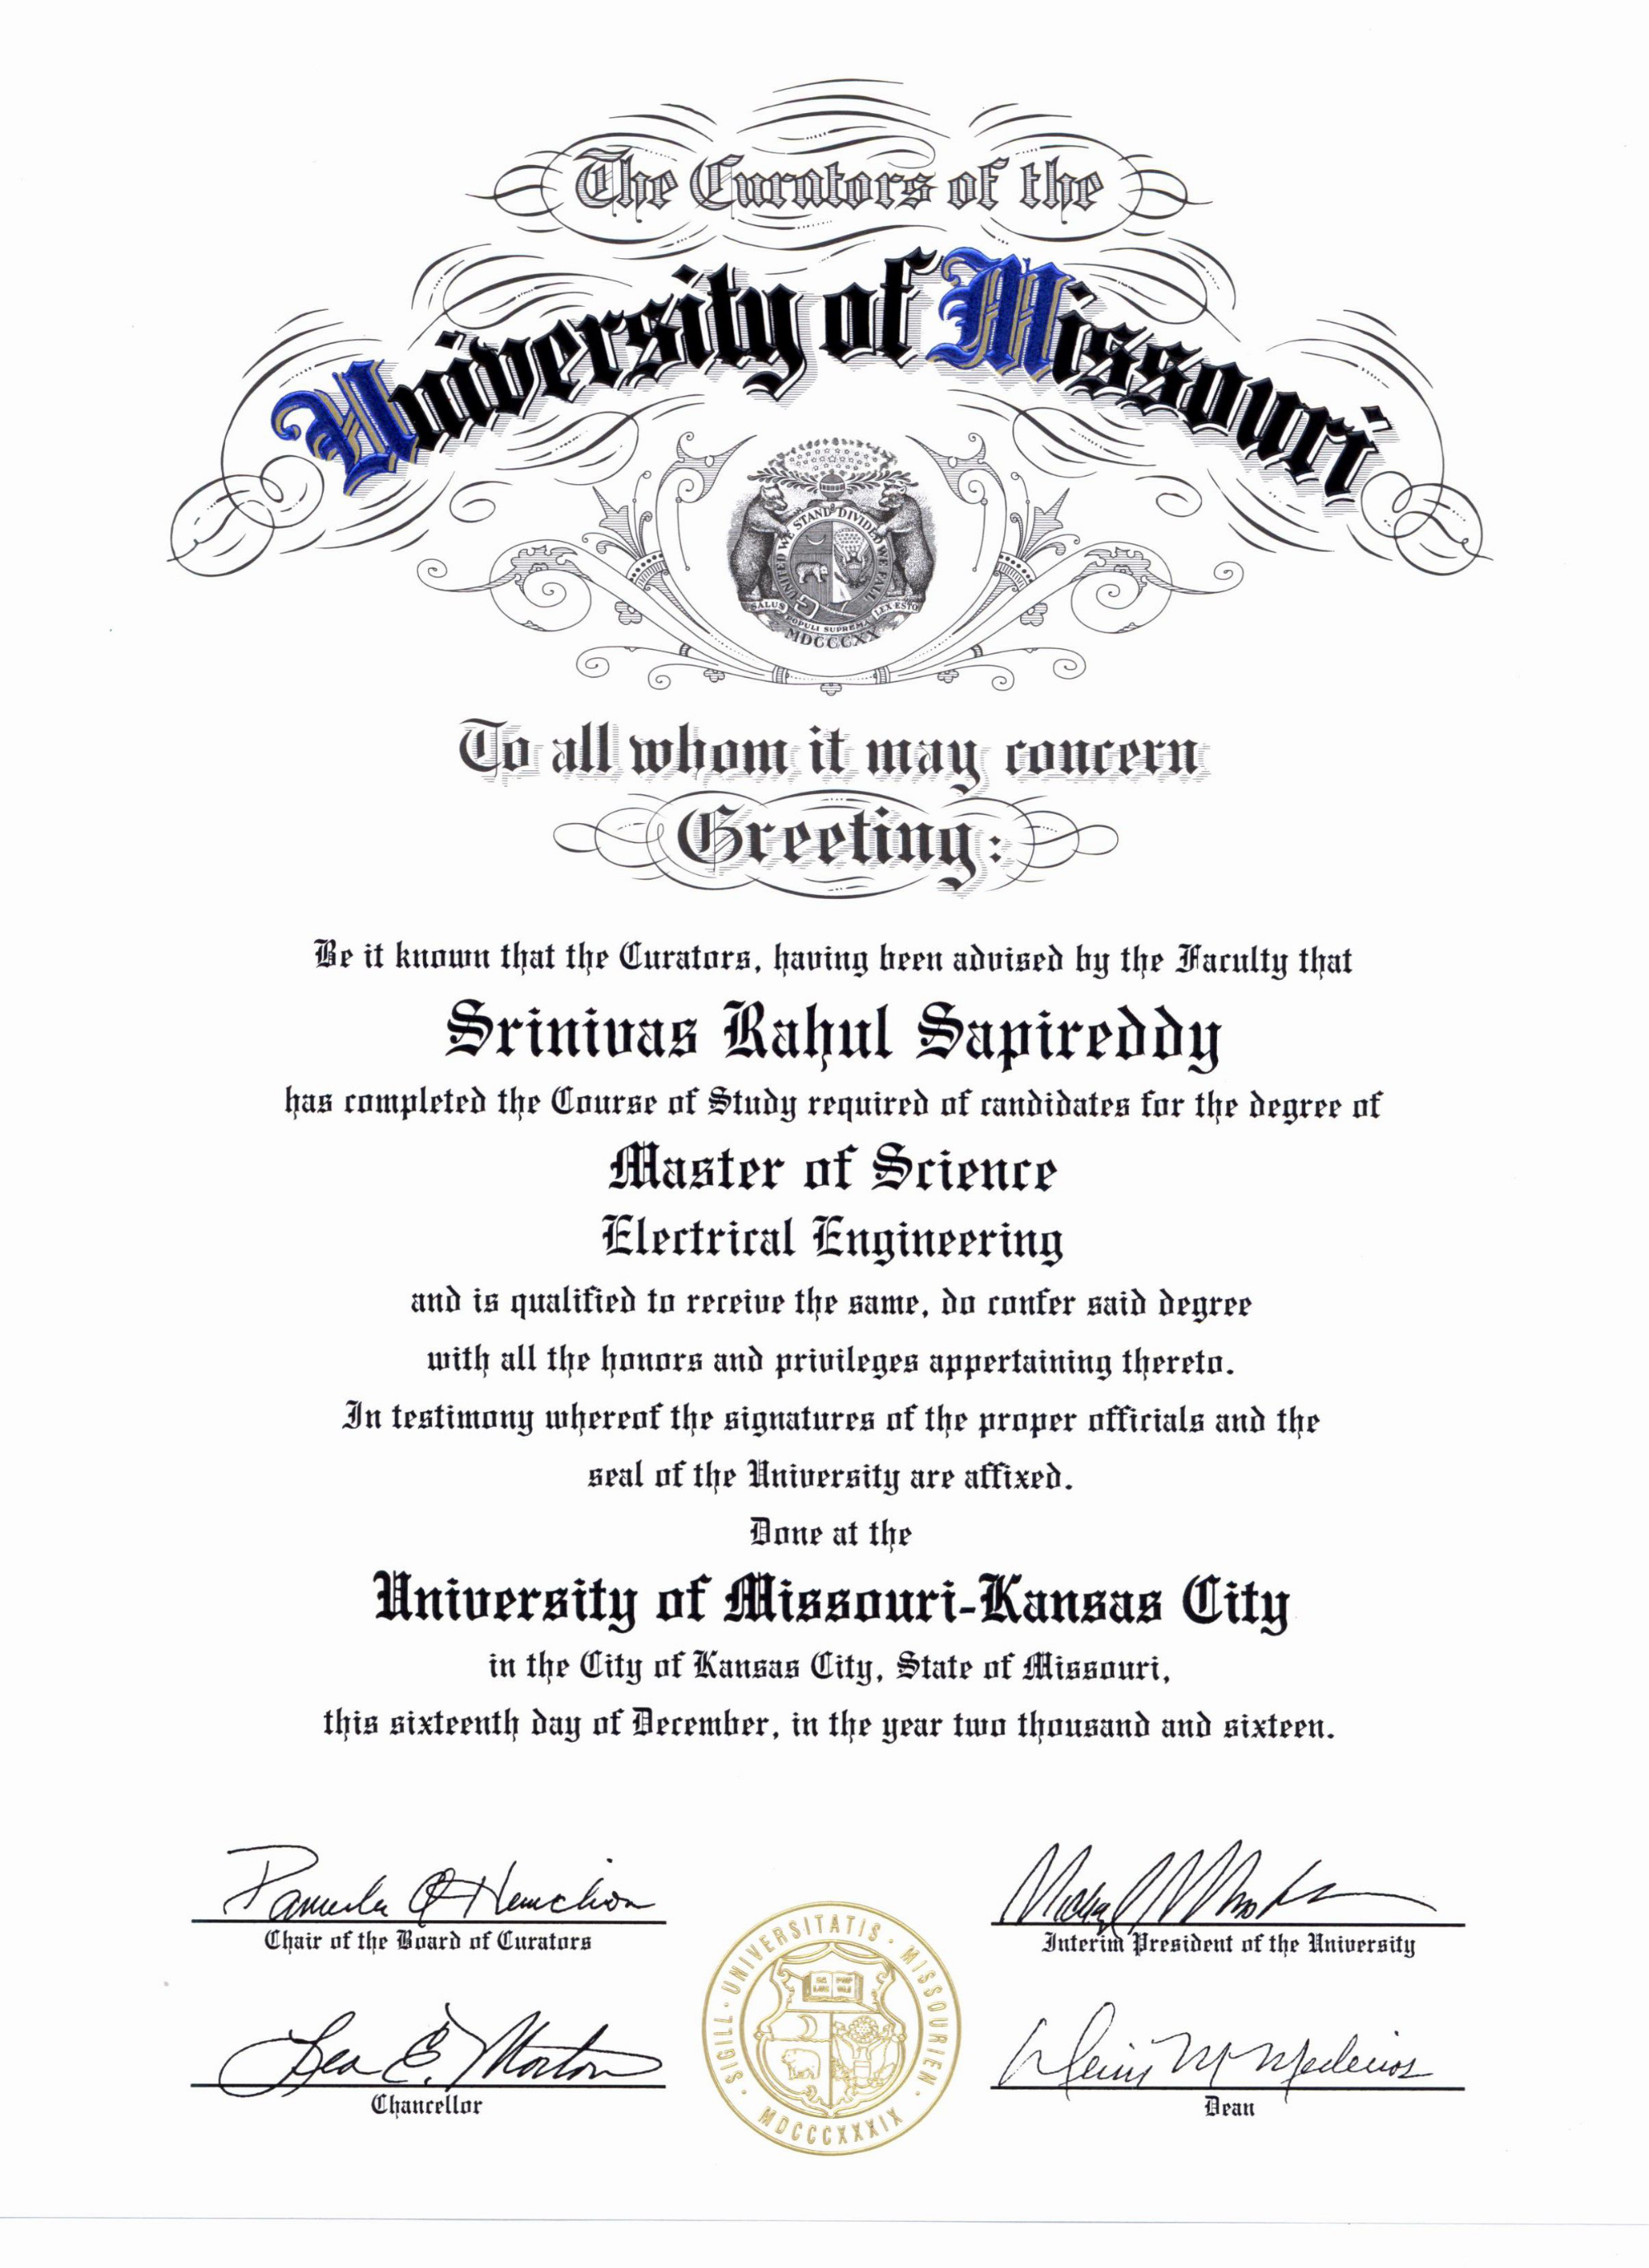 The Curators of the
University of Missouri
UNITED WE STAND DIVIDED WE FALL
SALUS POPULI SUPREMA LEX ESTO
MDCCCXX
To all whom it may concern
Greeting:
Be it known that the Curators, having been advised by the Faculty that
Srinivas Rahul Sapireddy
has completed the Course of Study required of candidates for the degree of
Master of Science
Electrical Engineering
and is qualified to receive the same, do confer said degree
with all the honors and privileges appertaining thereto.
In testimony whereof the signatures of the proper officials and the
seal of the University are affixed.
Done at the
University of Missouri-Kansas City
in the City of Kansas City, State of Missouri,
this sixteenth day of December, in the year two thousand and sixteen.
Pamela Q Henrickson
Chair of the Board of Curators
Interim President of the University
Leo E. Morton
Chancellor
Medeiros
Dean
SIGILL · UNIVERSITATIS · MISSOURIEN ·
MDCCCXXXIX